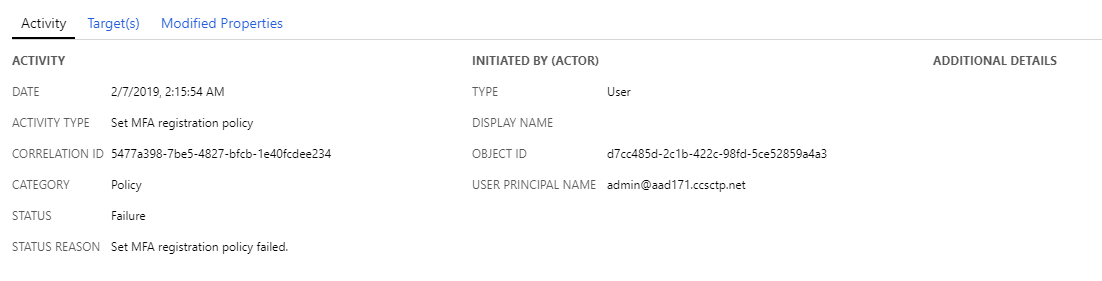 Activity Target(s) Modified Properties
ACTIVITY INITIATED BY (ACTOR) ADDITIONAL DETAILS
DATE 2/7/2019, 2:15:54 AM TYPE User
ACTIVITY TYPE Set MFA registration policy DISPLAY NAME
CORRELATION ID 5477a398-7be5-4827-bfcb-1e40fcdee234 OBJECT ID d7cc485d-2c1b-422c-98fd-5ce52859a4a3
CATEGORY Policy USER PRINCIPAL NAME admin@aad171.ccsctp.net
STATUS Failure
STATUS REASON Set MFA registration policy failed.